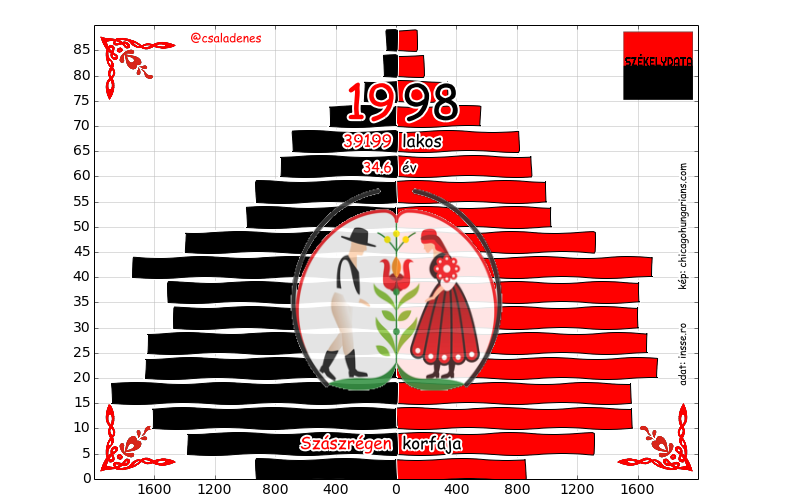 @csaladenes
SZÉKELYDATA
1998
39199 lakos
34.6 év
kép: chicagohungarians.com
adat: insse.ro
Szászrégen korfája
85
80
75
70
65
60
55
50
45
40
35
30
25
20
15
10
5
0
1600 1200 800 400 0 400 800 1200 1600